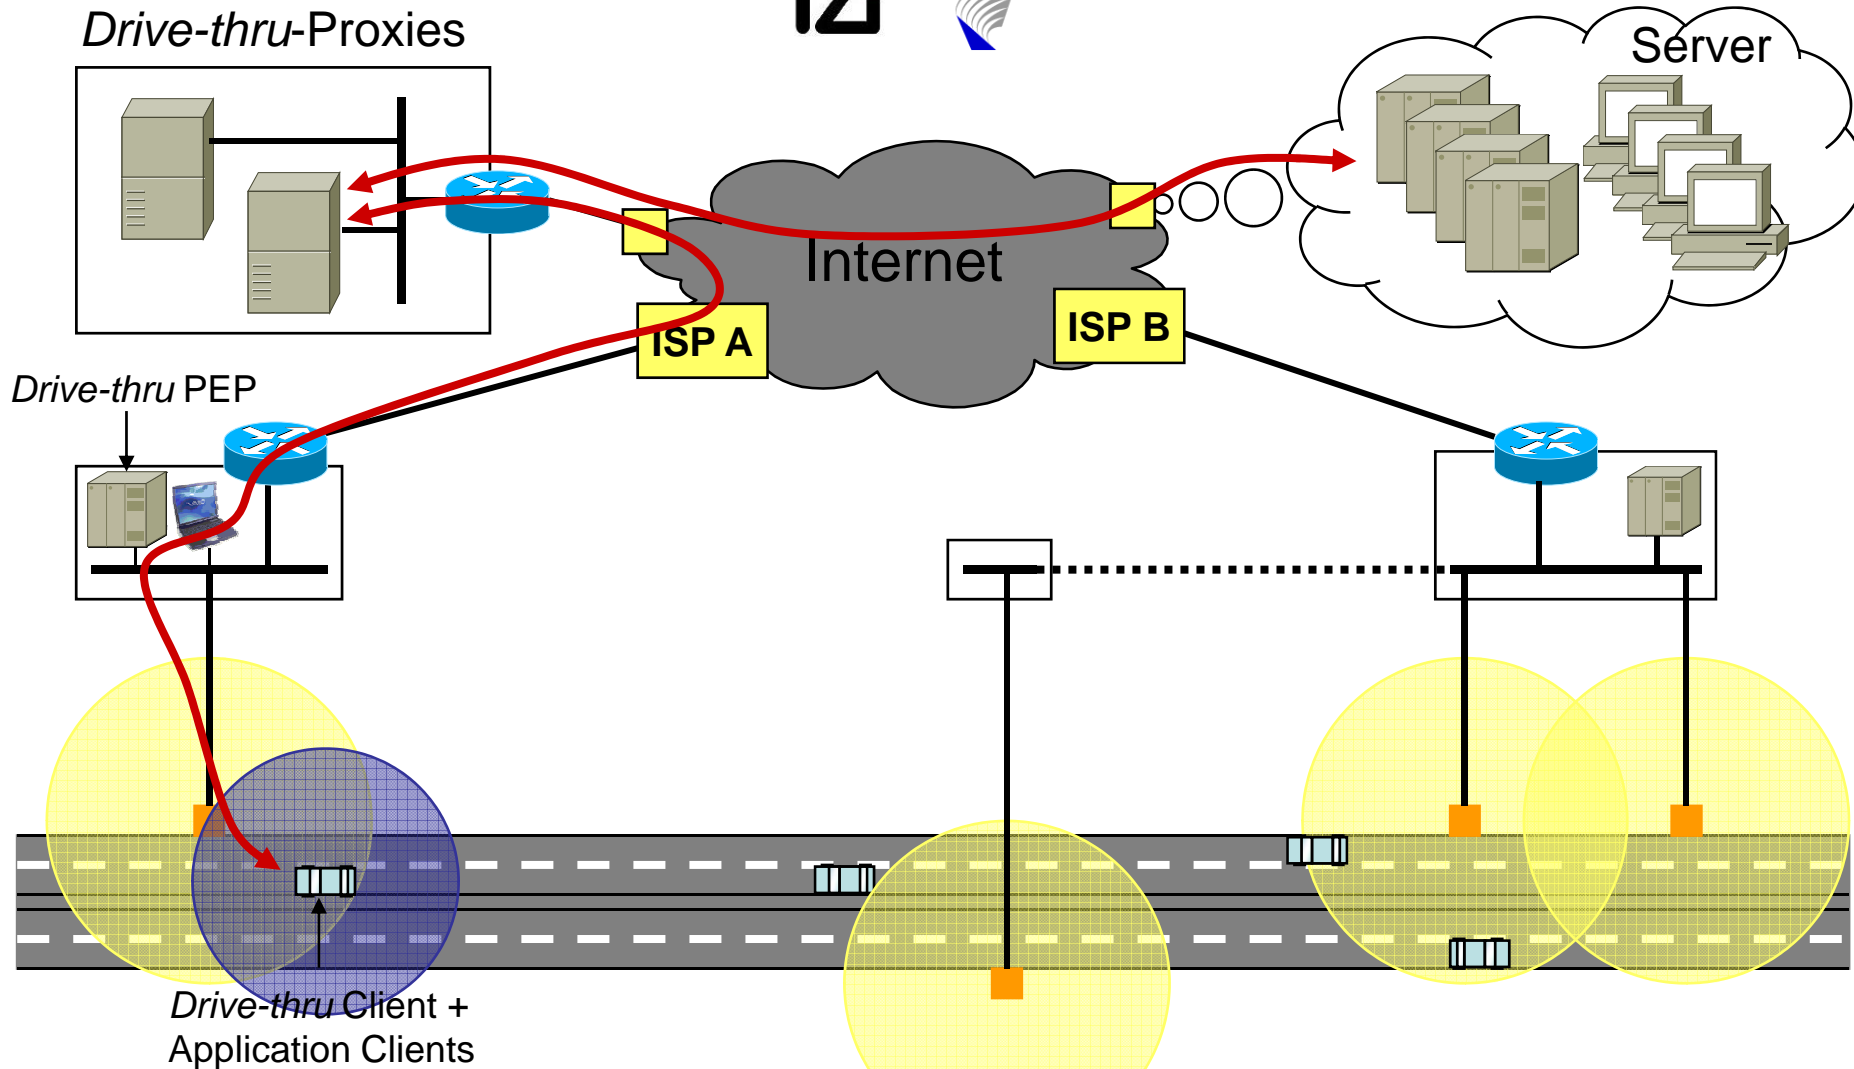 Drive-thru-Proxies
Server
Internet
ISP A
ISP B
Drive-thru PEP
Drive-thru Client +
Application Clients